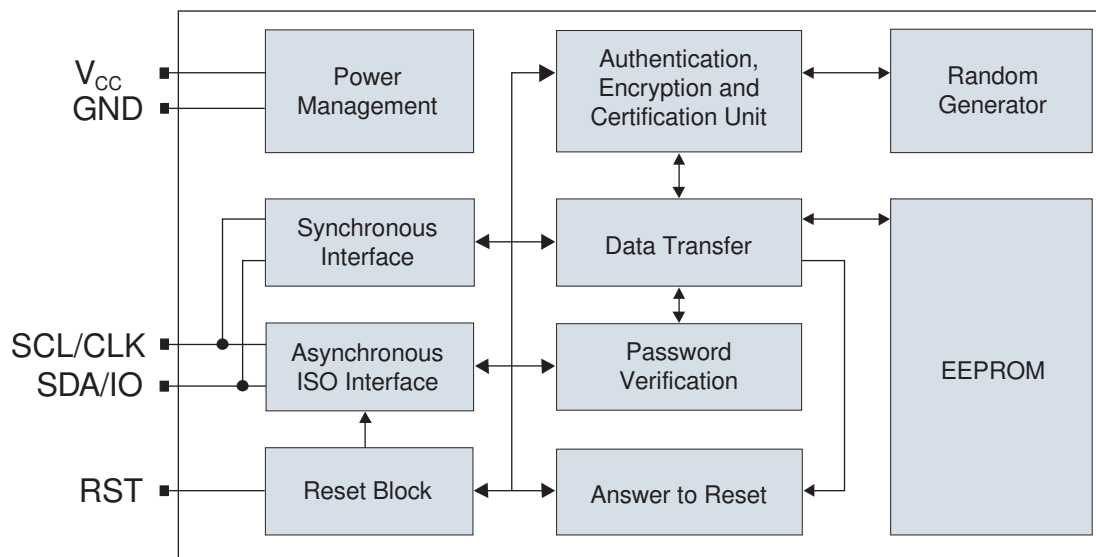 V_CC
GND
Power
Management
Authentication,
Encryption and
Certification Unit
Random
Generator
Synchronous
Interface
Data Transfer
SCL/CLK
SDA/IO
Asynchronous
ISO Interface
Password
Verification
EEPROM
RST
Reset Block
Answer to Reset